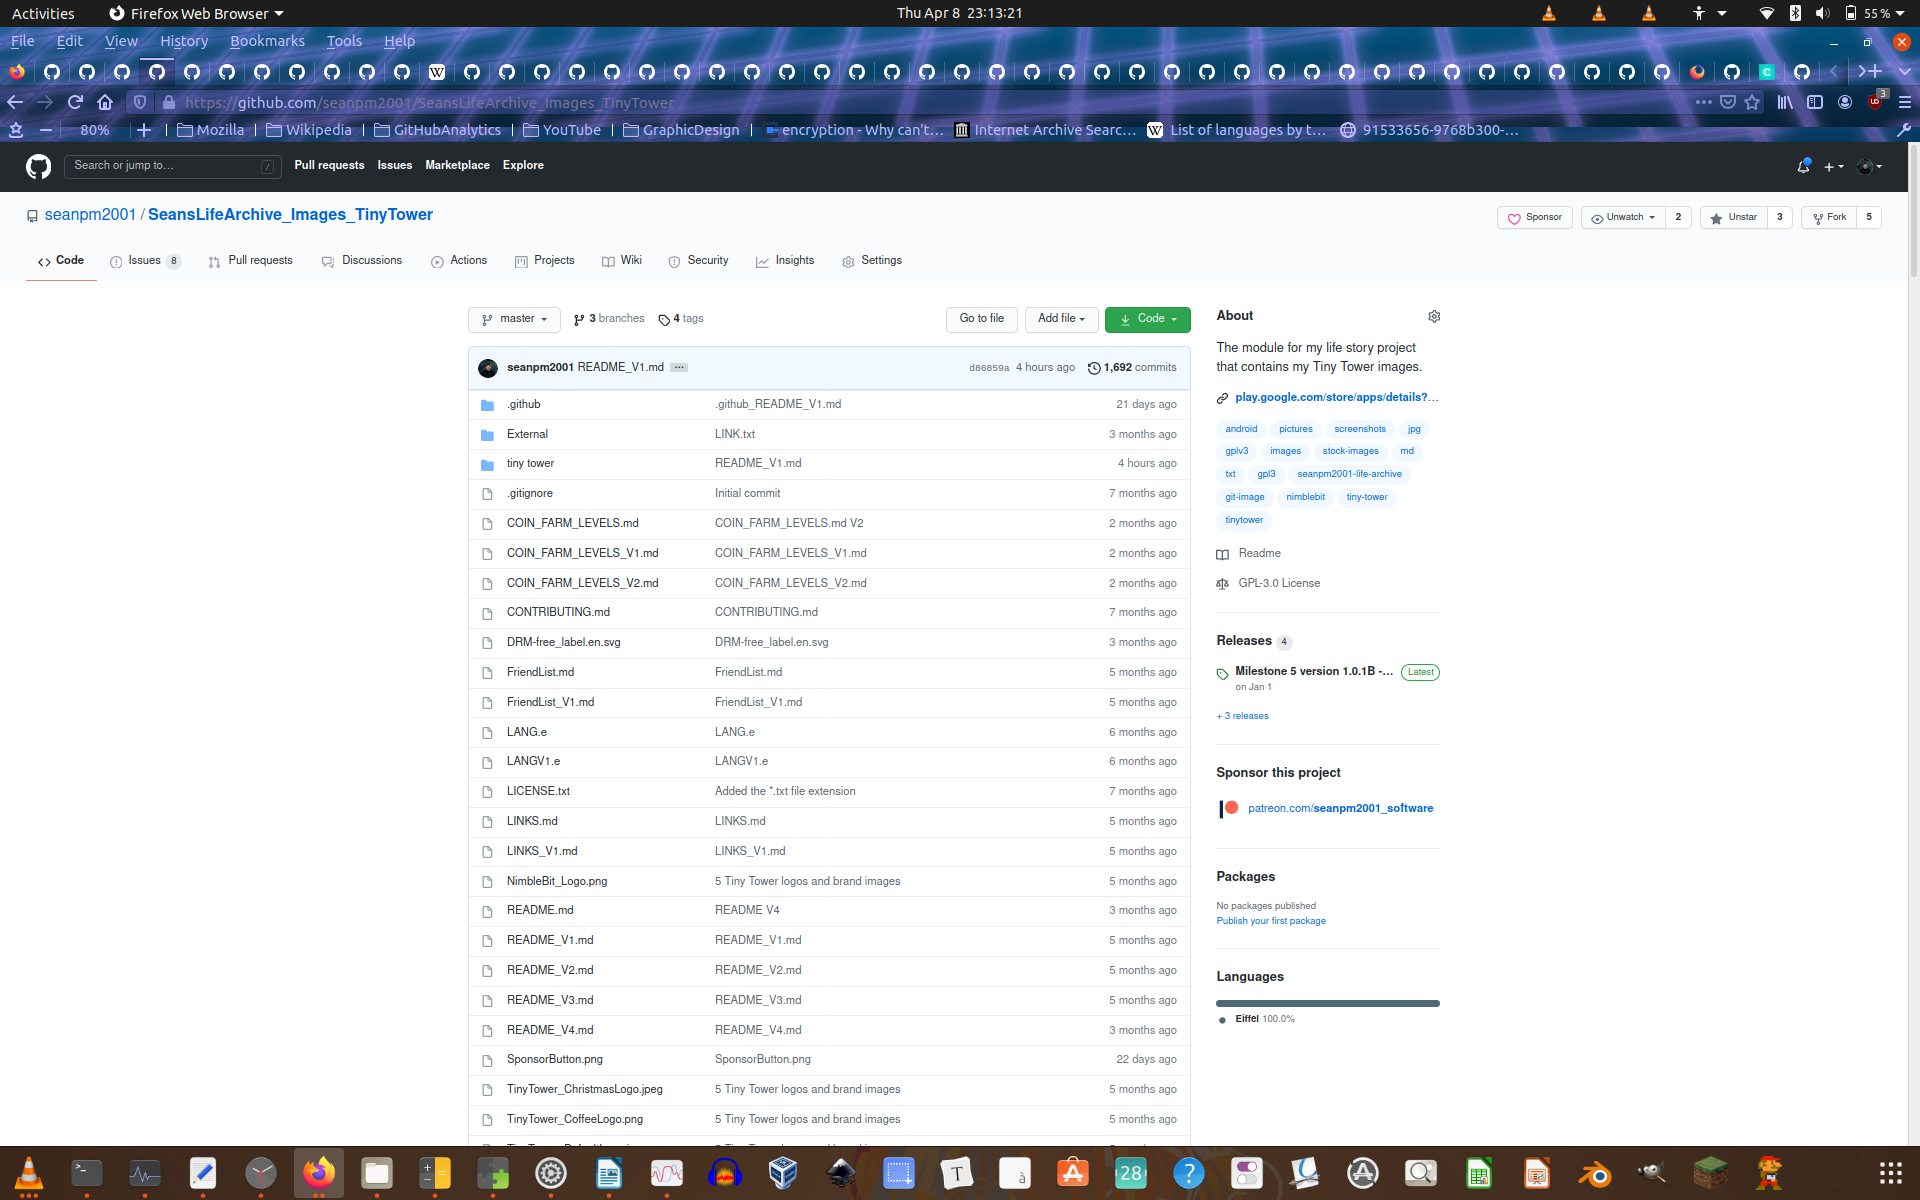 Activities
Firefox Web Browser
Thu Apr 8 23:13:21
55 %
File Edit View History Bookmarks Tools Help
https://github.com/seanpm2001/SeansLifeArchive_Images_TinyTower
3
80%
Mozilla
Wikipedia
GitHubAnalytics
YouTube
GraphicDesign
encryption - Why can't…
Internet Archive Searc…
List of languages by t…
91533656-9768b300-…
Search or jump to…
/
Pull requests Issues Marketplace Explore
seanpm2001 / SeansLifeArchive_Images_TinyTower
Sponsor
Unwatch 2
Unstar 3
Fork 5
Code
Issues 8
Pull requests
Discussions
Actions
Projects
Wiki
Security
Insights
Settings
master
3 branches
4 tags
Go to file
Add file
Code
seanpm2001 README_V1.md ... d86859a 4 hours ago 1,692 commits
.github .github_README_V1.md 21 days ago
External LINK.txt 3 months ago
tiny tower README_V1.md 4 hours ago
.gitignore Initial commit 7 months ago
COIN_FARM_LEVELS.md COIN_FARM_LEVELS.md V2 2 months ago
COIN_FARM_LEVELS_V1.md COIN_FARM_LEVELS_V1.md 2 months ago
COIN_FARM_LEVELS_V2.md COIN_FARM_LEVELS_V2.md 2 months ago
CONTRIBUTING.md CONTRIBUTING.md 7 months ago
DRM-free_label.en.svg DRM-free_label.en.svg 3 months ago
FriendList.md FriendList.md 5 months ago
FriendList_V1.md FriendList_V1.md 5 months ago
LANG.e LANG.e 6 months ago
LANGV1.e LANGV1.e 6 months ago
LICENSE.txt Added the *.txt file extension 7 months ago
LINKS.md LINKS.md 5 months ago
LINKS_V1.md LINKS_V1.md 5 months ago
NimbleBit_Logo.png 5 Tiny Tower logos and brand images 5 months ago
README.md README V4 3 months ago
README_V1.md README_V1.md 5 months ago
README_V2.md README_V2.md 5 months ago
README_V3.md README_V3.md 5 months ago
README_V4.md README_V4.md 3 months ago
SponsorButton.png SponsorButton.png 22 days ago
TinyTower_ChristmasLogo.jpeg 5 Tiny Tower logos and brand images 5 months ago
TinyTower_CoffeeLogo.png 5 Tiny Tower logos and brand images 5 months ago
About
The module for my life story project
that contains my Tiny Tower images.
play.google.com/store/apps/details?…
android pictures screenshots jpg
gplv3 images stock-images md
txt gpl3 seanpm2001-life-archive
git-image nimblebit tiny-tower
tinytower
Readme
GPL-3.0 License
Releases 4
Milestone 5 version 1.0.1B -… Latest
on Jan 1
+ 3 releases
Sponsor this project
patreon.com/seanpm2001_software
Packages
No packages published
Publish your first package
Languages
Eiffel 100.0%